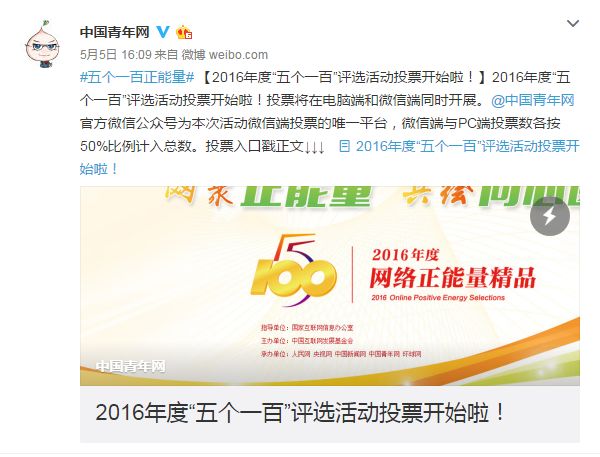 中国青年网
5月5日 16:09 来自 微博 weibo.com
#五个一百正能量# 【2016年度“五个一百”评选活动投票开始啦！】2016年度“五
个一百”评选活动投票开始啦！投票将在电脑端和微信端同时开展。@中国青年网
官方微信公众号为本次活动微信端投票的唯一平台，微信端与PC端投票数各按
50%比例计入总数。投票入口戳正文↓↓↓ 2016年度“五个一百”评选活动投票开
始啦！
网聚正能量 共绘同心圆
5
100
2016年度
网络正能量精品
2016 Online Positive Energy Selections
指导单位：国家互联网信息办公室
主办单位：中国互联网发展基金会
承办单位：人民网 央视网 中国新闻网 中国青年网 环球网
中国青年网
2016年度“五个一百”评选活动投票开始啦！